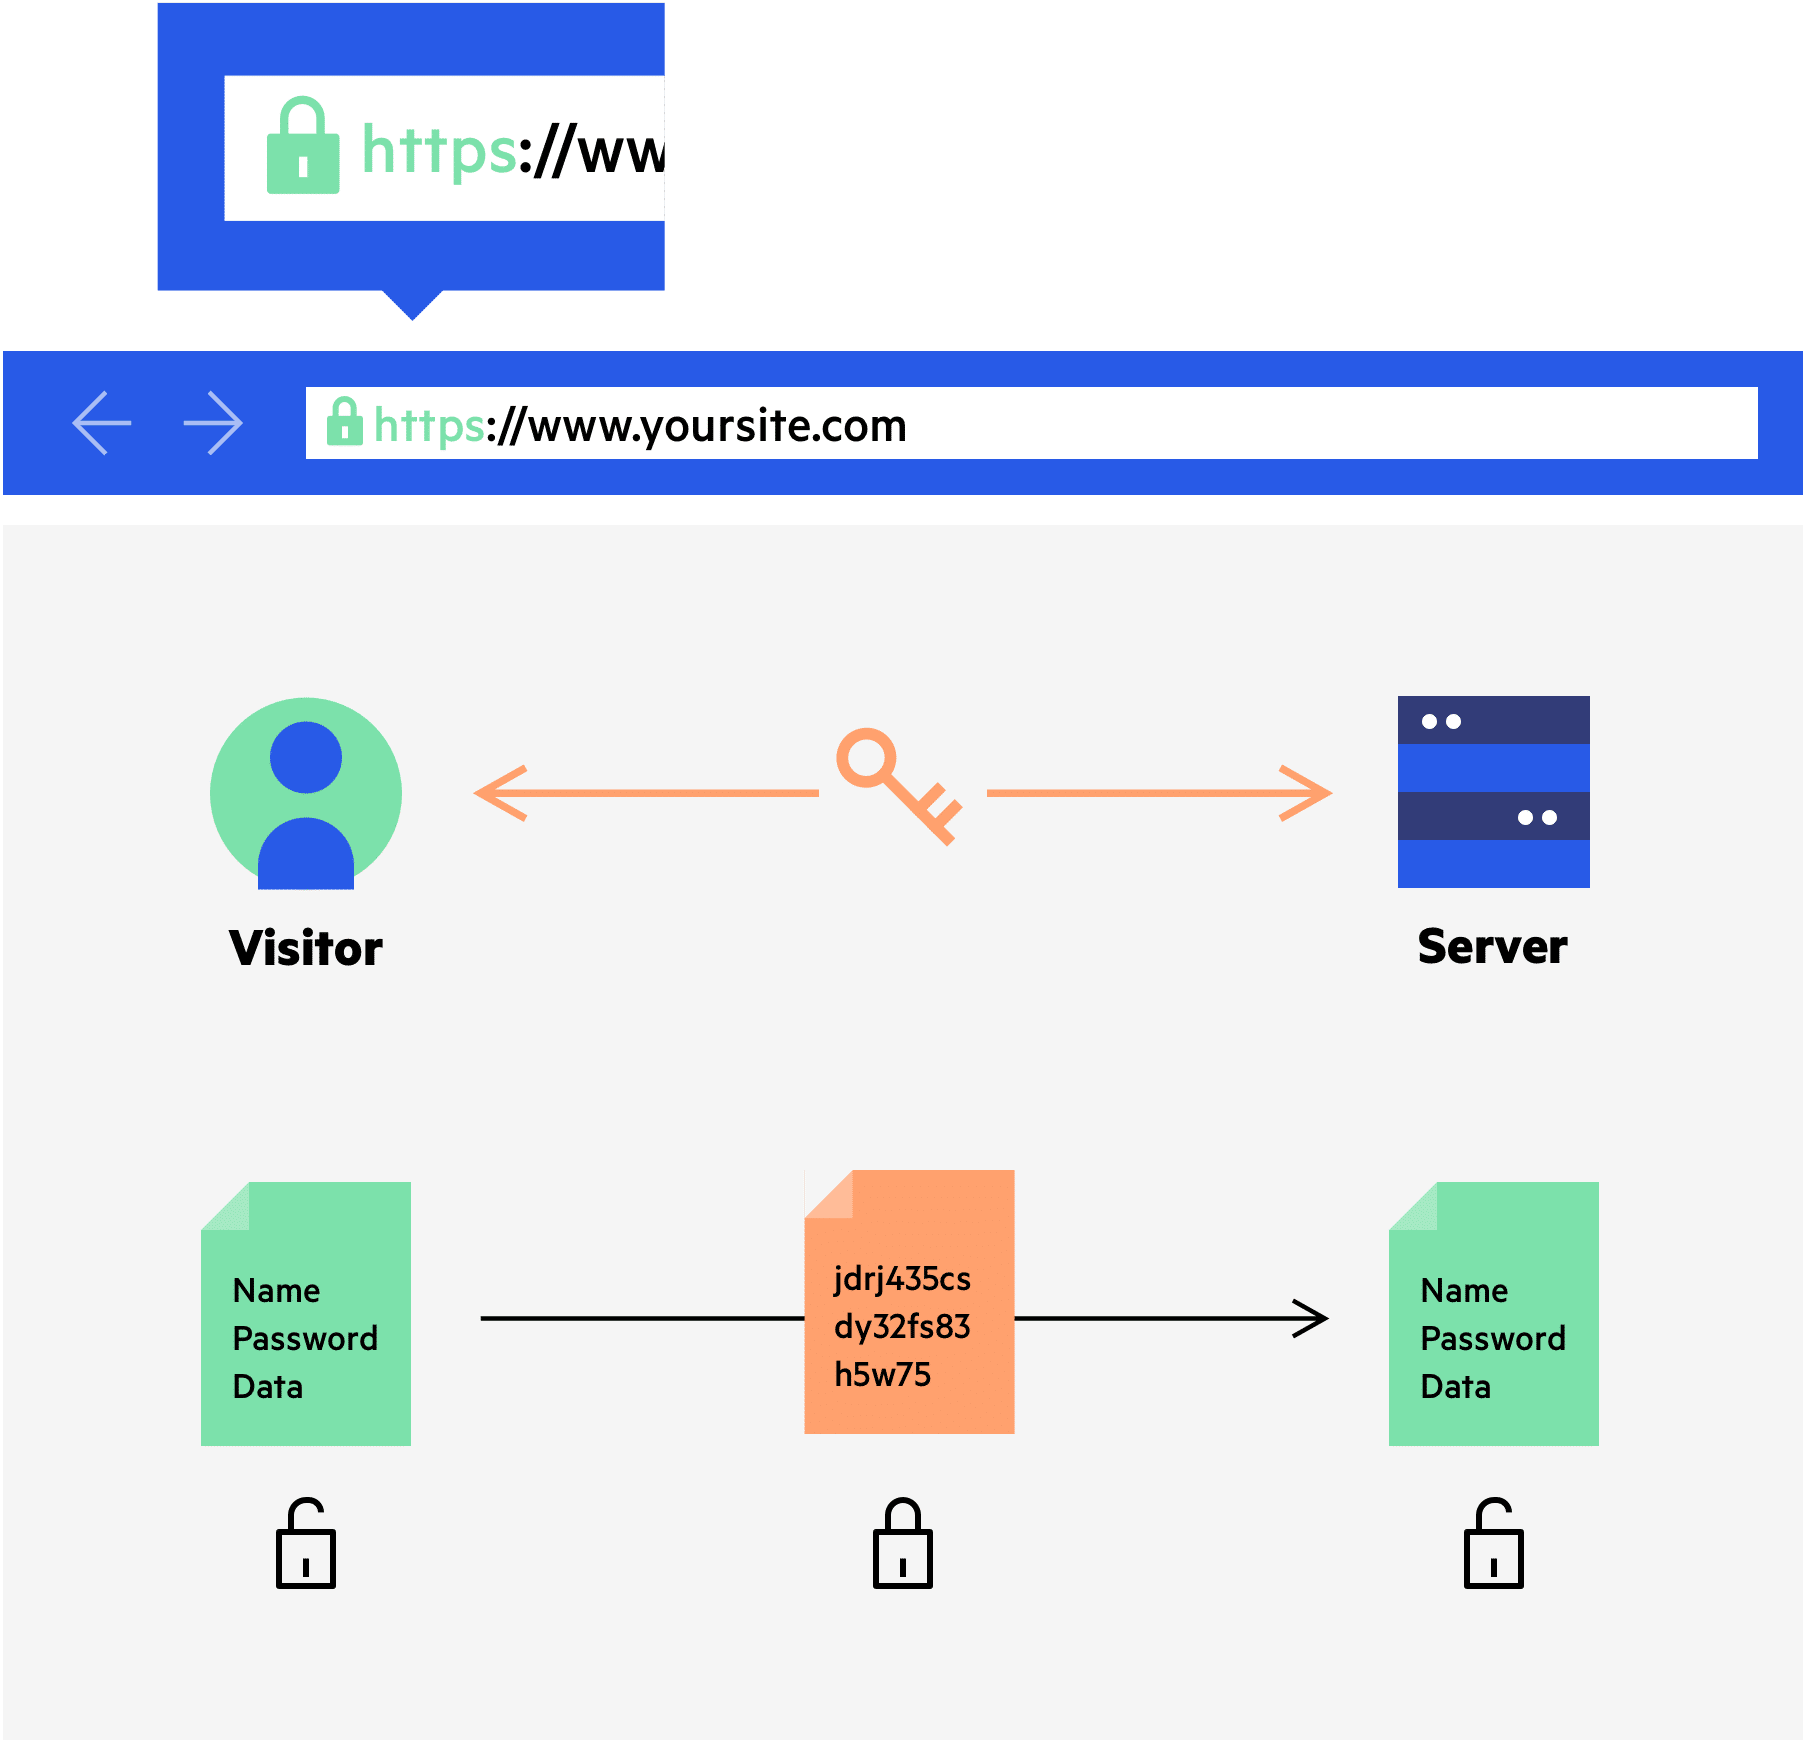 https://ww
https://www.yoursite.com
Visitor
Server
Name
Password
Data
jdrj435cs
dy32fs83
h5w75
Name
Password
Data